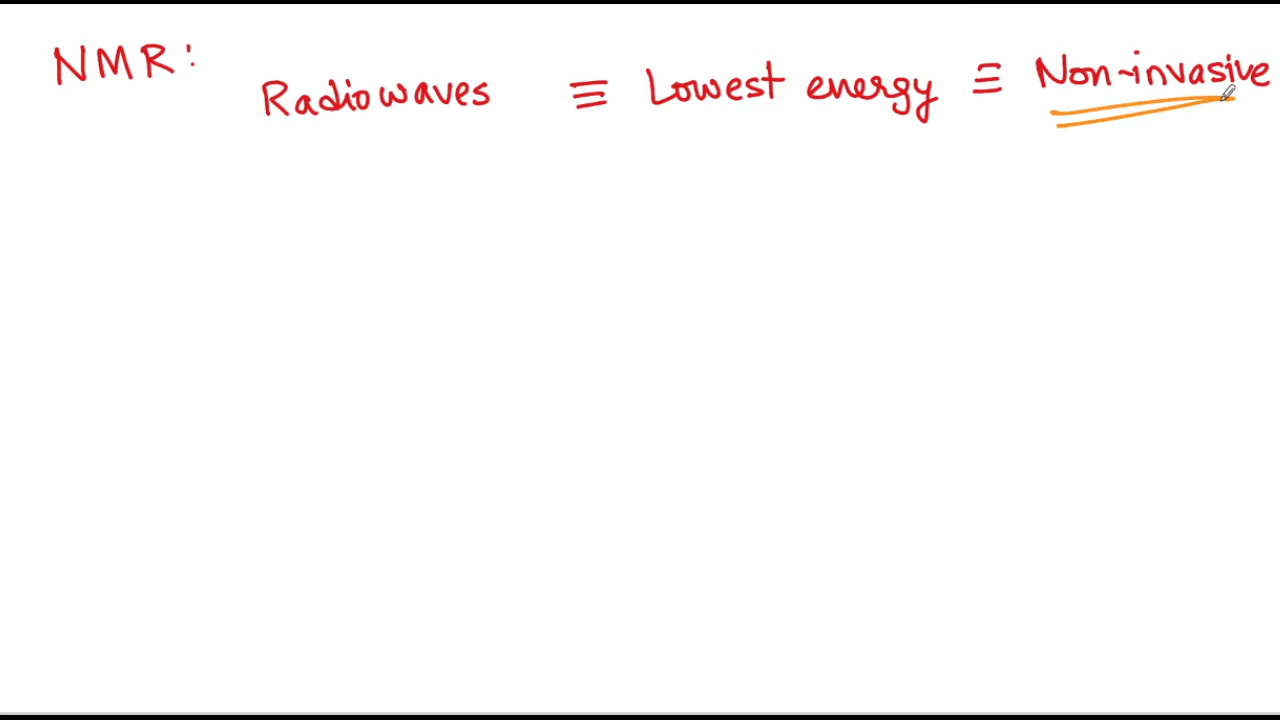 NMR:
Radiowaves ≡ Lowest energy ≡ Non-invasive